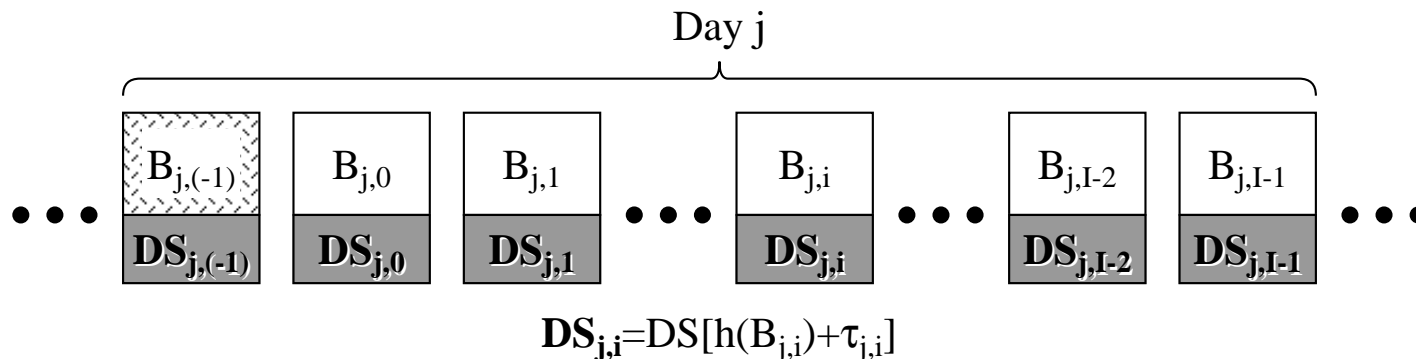 Day j
B_{j,(-1)} B_{j,0} B_{j,1} ••• B_{j,i} ••• B_{j,I-2} B_{j,I-1}
••• DS_{j,(-1)} DS_{j,0} DS_{j,1} DS_{j,i} DS_{j,I-2} DS_{j,I-1} •••
DS_{j,i}=DS[h(B_{j,i})+τ_{j,i}]